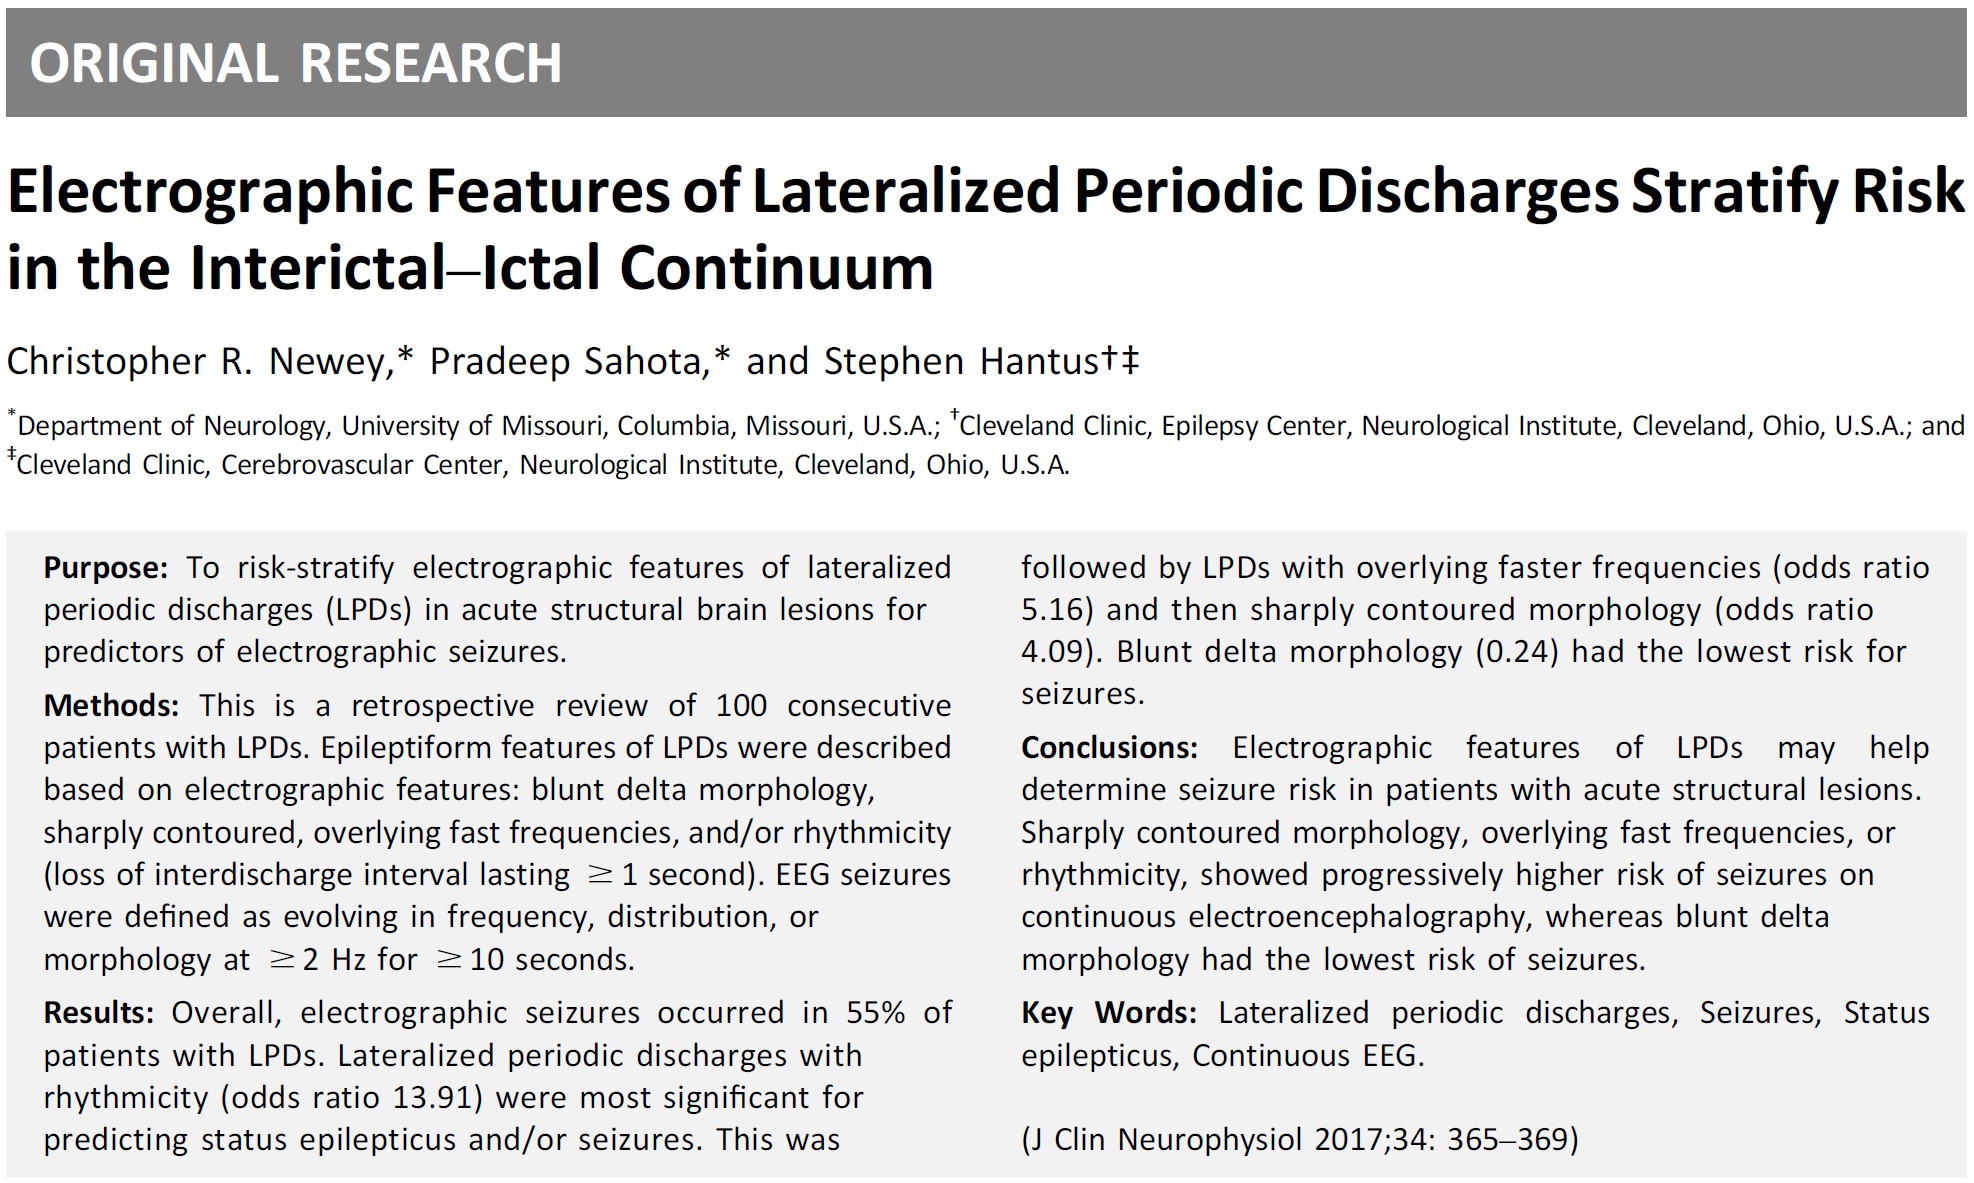 ORIGINAL RESEARCH
Electrographic Features of Lateralized Periodic Discharges Stratify Risk
in the Interictal–Ictal Continuum
Christopher R. Newey,* Pradeep Sahota,* and Stephen Hantus†‡
*Department of Neurology, University of Missouri, Columbia, Missouri, U.S.A.; †Cleveland Clinic, Epilepsy Center, Neurological Institute, Cleveland, Ohio, U.S.A.; and
‡Cleveland Clinic, Cerebrovascular Center, Neurological Institute, Cleveland, Ohio, U.S.A.
Purpose: To risk-stratify electrographic features of lateralized
periodic discharges (LPDs) in acute structural brain lesions for
predictors of electrographic seizures.
Methods: This is a retrospective review of 100 consecutive
patients with LPDs. Epileptiform features of LPDs were described
based on electrographic features: blunt delta morphology,
sharply contoured, overlying fast frequencies, and/or rhythmicity
(loss of interdischarge interval lasting ≥ 1 second). EEG seizures
were defined as evolving in frequency, distribution, or
morphology at ≥ 2 Hz for ≥ 10 seconds.
Results: Overall, electrographic seizures occurred in 55% of
patients with LPDs. Lateralized periodic discharges with
rhythmicity (odds ratio 13.91) were most significant for
predicting status epilepticus and/or seizures. This was
followed by LPDs with overlying faster frequencies (odds ratio
5.16) and then sharply contoured morphology (odds ratio
4.09). Blunt delta morphology (0.24) had the lowest risk for
seizures.
Conclusions: Electrographic features of LPDs may help
determine seizure risk in patients with acute structural lesions.
Sharply contoured morphology, overlying fast frequencies, or
rhythmicity, showed progressively higher risk of seizures on
continuous electroencephalography, whereas blunt delta
morphology had the lowest risk of seizures.
Key Words: Lateralized periodic discharges, Seizures, Status
epilepticus, Continuous EEG.
(J Clin Neurophysiol 2017;34: 365–369)